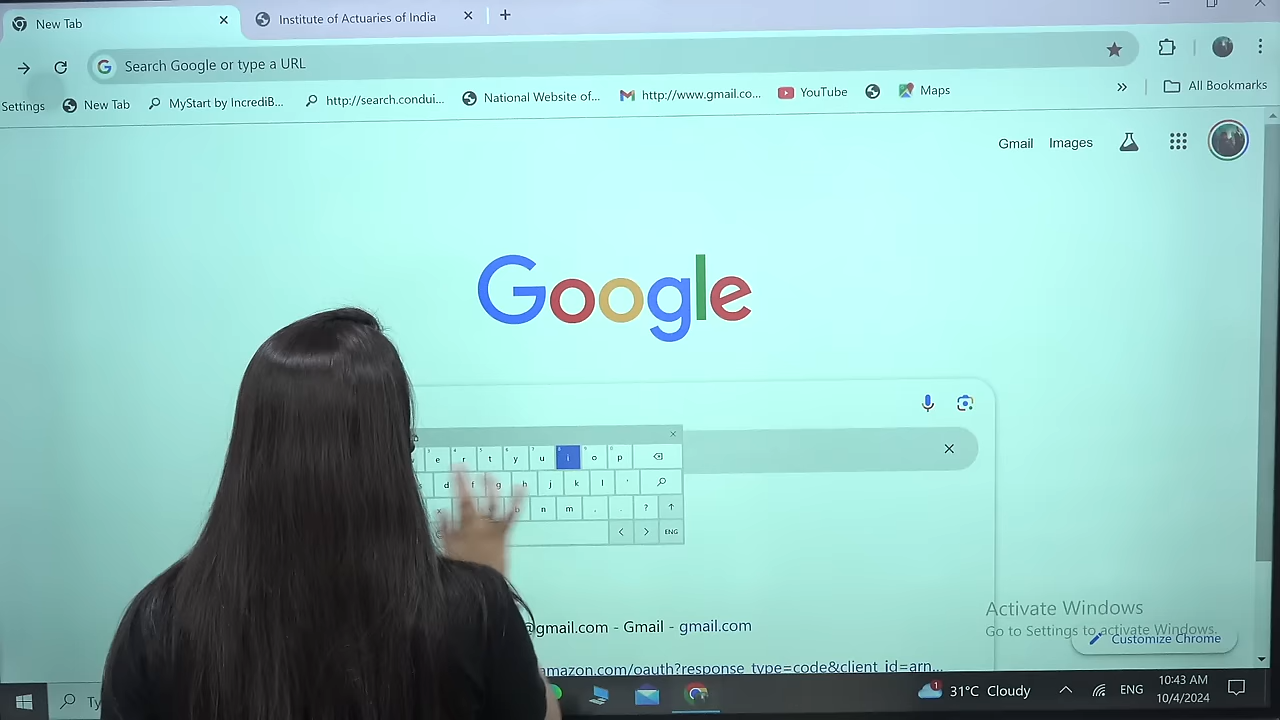 New Tab
Institute of Actuaries of India
Search Google or type a URL
Settings
New Tab
MyStart by IncrediB...
http://search.condui...
National Website of...
http://www.gmail.co...
YouTube
Maps
All Bookmarks
Gmail Images
Google
e r t y u i o p
d f g h j k l '
x b n m , . ?
ENG
@gmail.com - Gmail - gmail.com
amazon.com/oauth?response_type=code&client_id=arn...
Activate Windows
Go to Settings to activate Windows.
Customize Chrome
Ty
1
31°C Cloudy
ENG
10:43 AM
10/4/2024